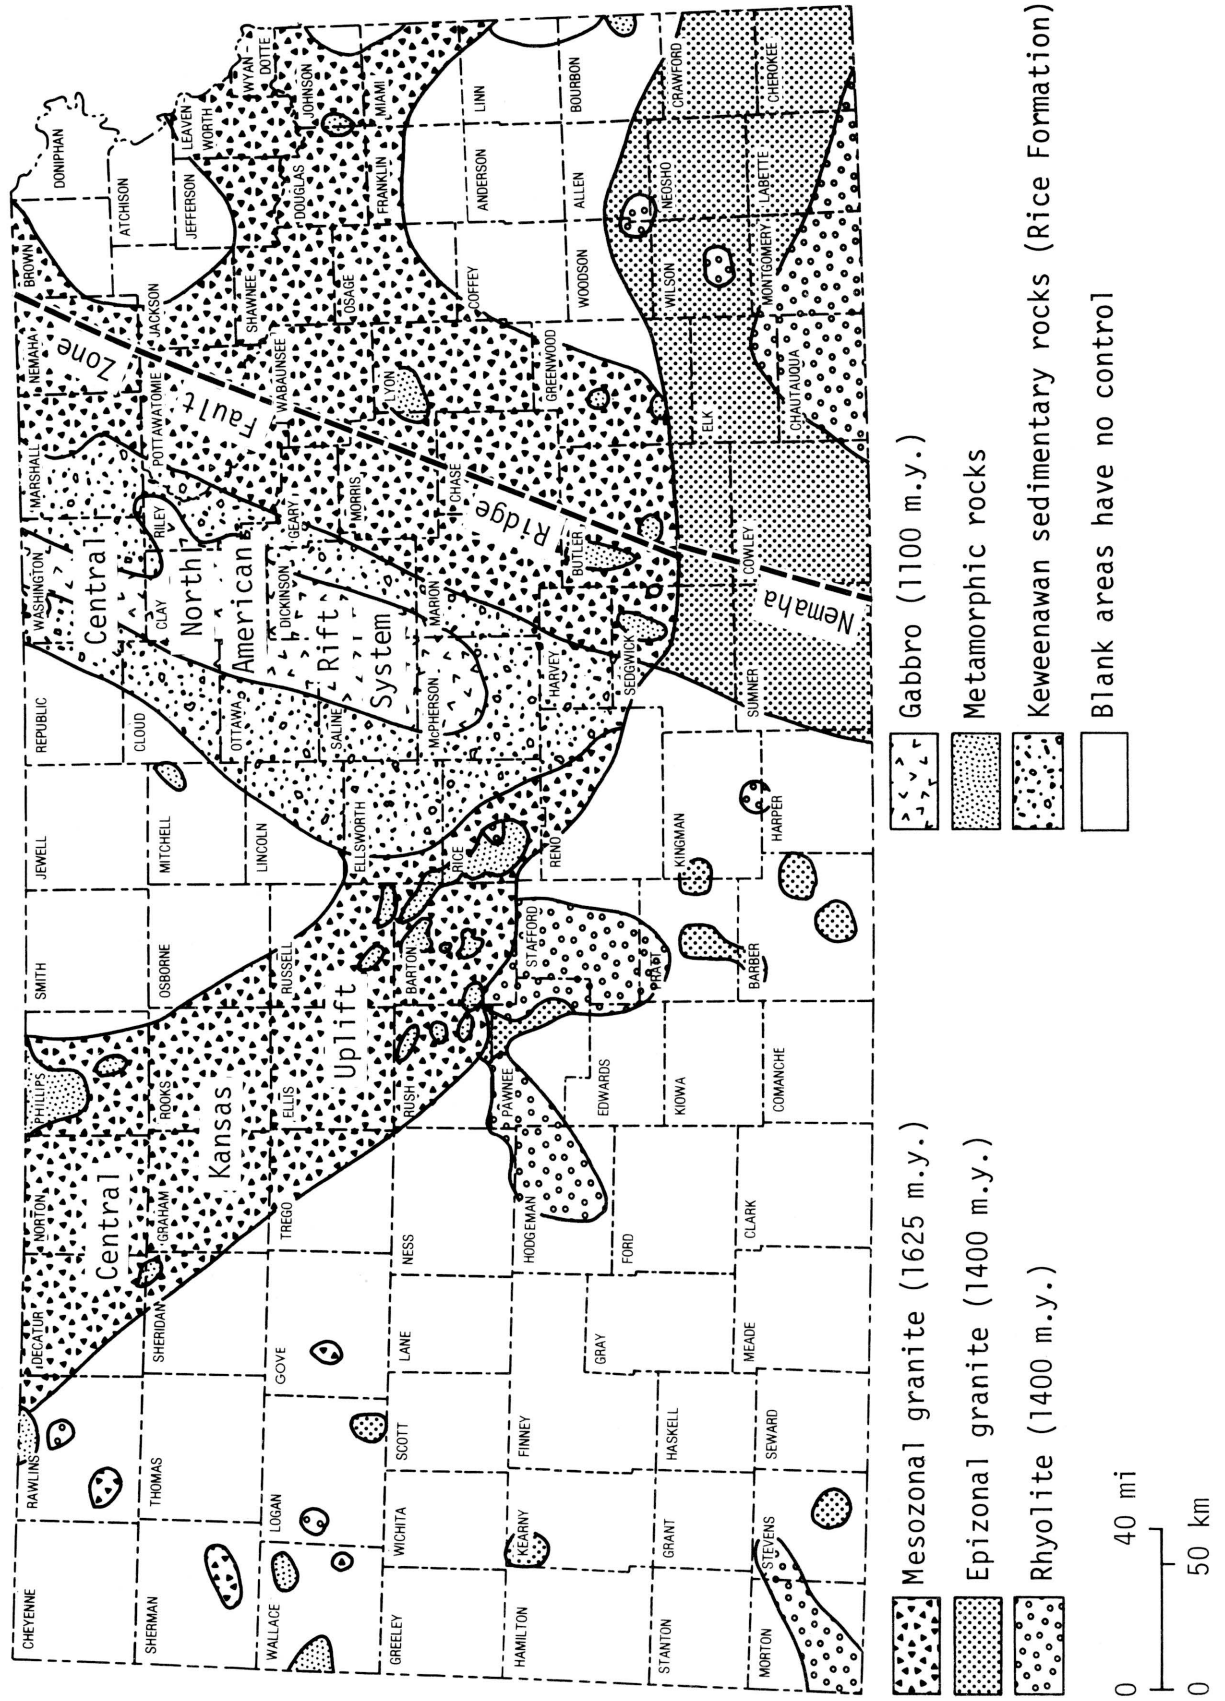 CHEYENNE
RAWLINS
DECATUR
NORTON
PHILLIPS
SMITH
JEWELL
REPUBLIC
WASHINGTON
MARSHALL
NEMAHA
BROWN
DONIPHAN
SHERMAN
THOMAS
SHERIDAN
GRAHAM
ROOKS
OSBORNE
MITCHELL
CLOUD
CLAY
RILEY
POTTAWATOMIE
JACKSON
ATCHISON
JEFFERSON
LEAVEN
WORTH
WYAN
DOTTE
WALLACE
LOGAN
GOVE
TREGO
ELLIS
RUSSELL
LINCOLN
OTTAWA
SALINE
DICKINSON
GEARY
MORRIS
WABAUNSEE
SHAWNEE
OSAGE
DOUGLAS
JOHNSON
GREELEY
WICHITA
SCOTT
LANE
NESS
RUSH
BARTON
ELLSWORTH
RICE
McPHERSON
MARION
CHASE
LYON
COFFEY
FRANKLIN
MIAMI
ANDERSON
LINN
HAMILTON
KEARNY
FINNEY
HODGEMAN
PAWNEE
STAFFORD
RENO
HARVEY
SEDGWICK
BUTLER
GREENWOOD
WOODSON
ALLEN
BOURBON
GRAY
FORD
EDWARDS
PRATT
KINGMAN
STANTON
GRANT
HASKELL
KIOWA
ELK
WILSON
NEOSHO
CRAWFORD
MORTON
STEVENS
SEWARD
MEADE
CLARK
COMANCHE
BARBER
HARPER
SUMNER
COWLEY
CHAUTAUQUA
MONTGOMERY
LABETTE
CHEROKEE
Central
Kansas
Uplift
Central
North
American
Rift
System
Nemaha
Ridge
Fault
Zone
Mesozonal granite (1625 m.y.)
Epizonal granite (1400 m.y.)
Rhyolite (1400 m.y.)
Gabbro (1100 m.y.)
Metamorphic rocks
Keweenawan sedimentary rocks (Rice Formation)
Blank areas have no control
0 40 mi
0 50 km